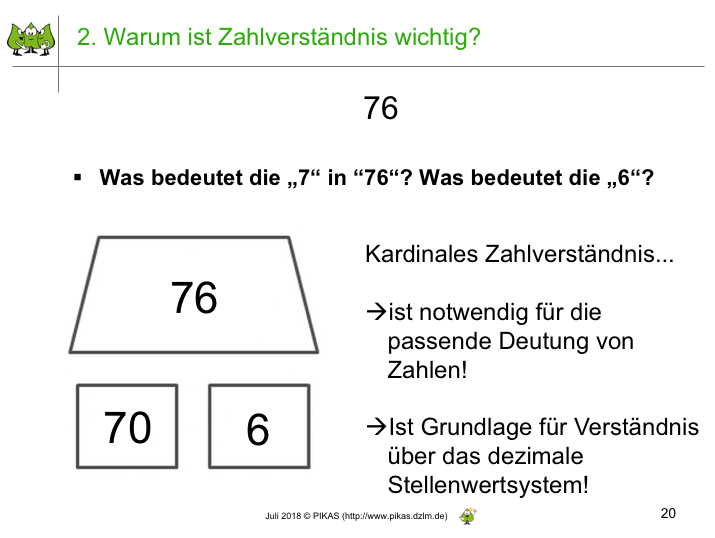 2. Warum ist Zahlverständnis wichtig?
76
▪ Was bedeutet die „7“ in “76“? Was bedeutet die „6“?
76
70
6
Kardinales Zahlverständnis...
→ist notwendig für die
passende Deutung von
Zahlen!
→Ist Grundlage für Verständnis
über das dezimale
Stellenwertsystem!
Juli 2018 © PIKAS (http://www.pikas.dzlm.de)
20